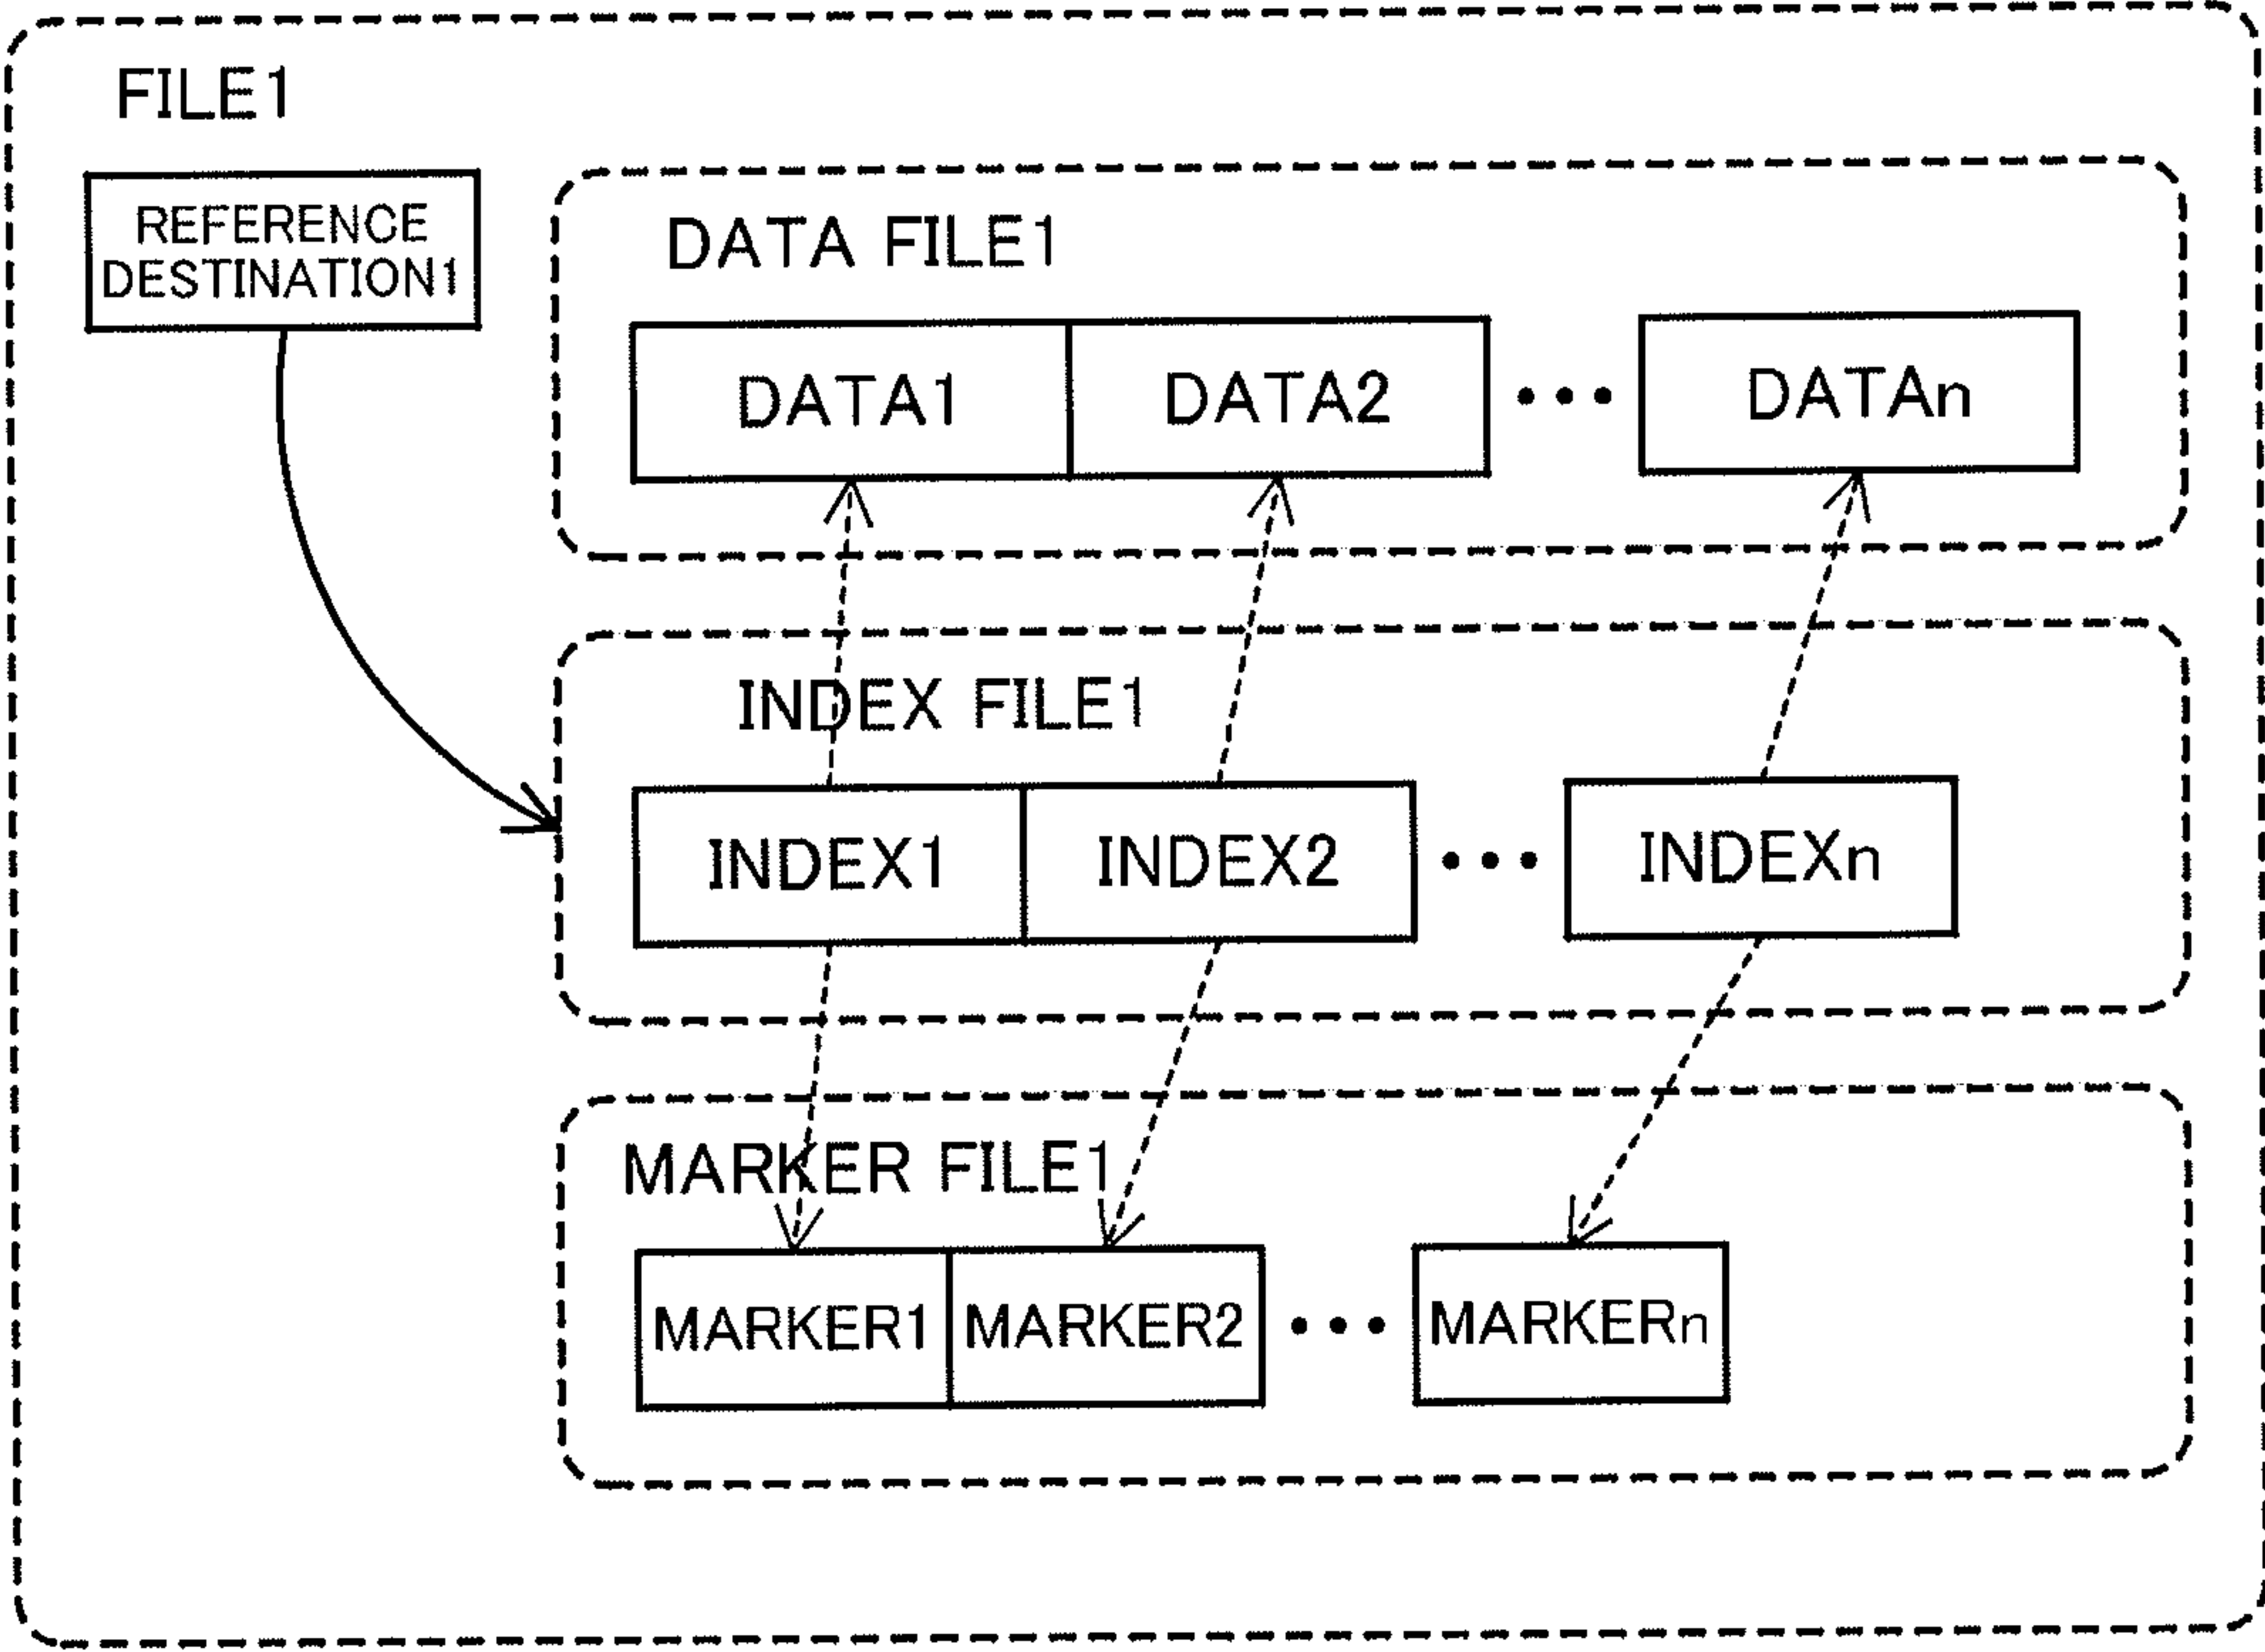 FILE1
REFERENCE
DESTINATION1
DATA FILE1
DATA1 DATA2 ••• DATAn
INDEX FILE1
INDEX1 INDEX2 ••• INDEXn
MARKER FILE1
MARKER1 MARKER2 ••• MARKERn